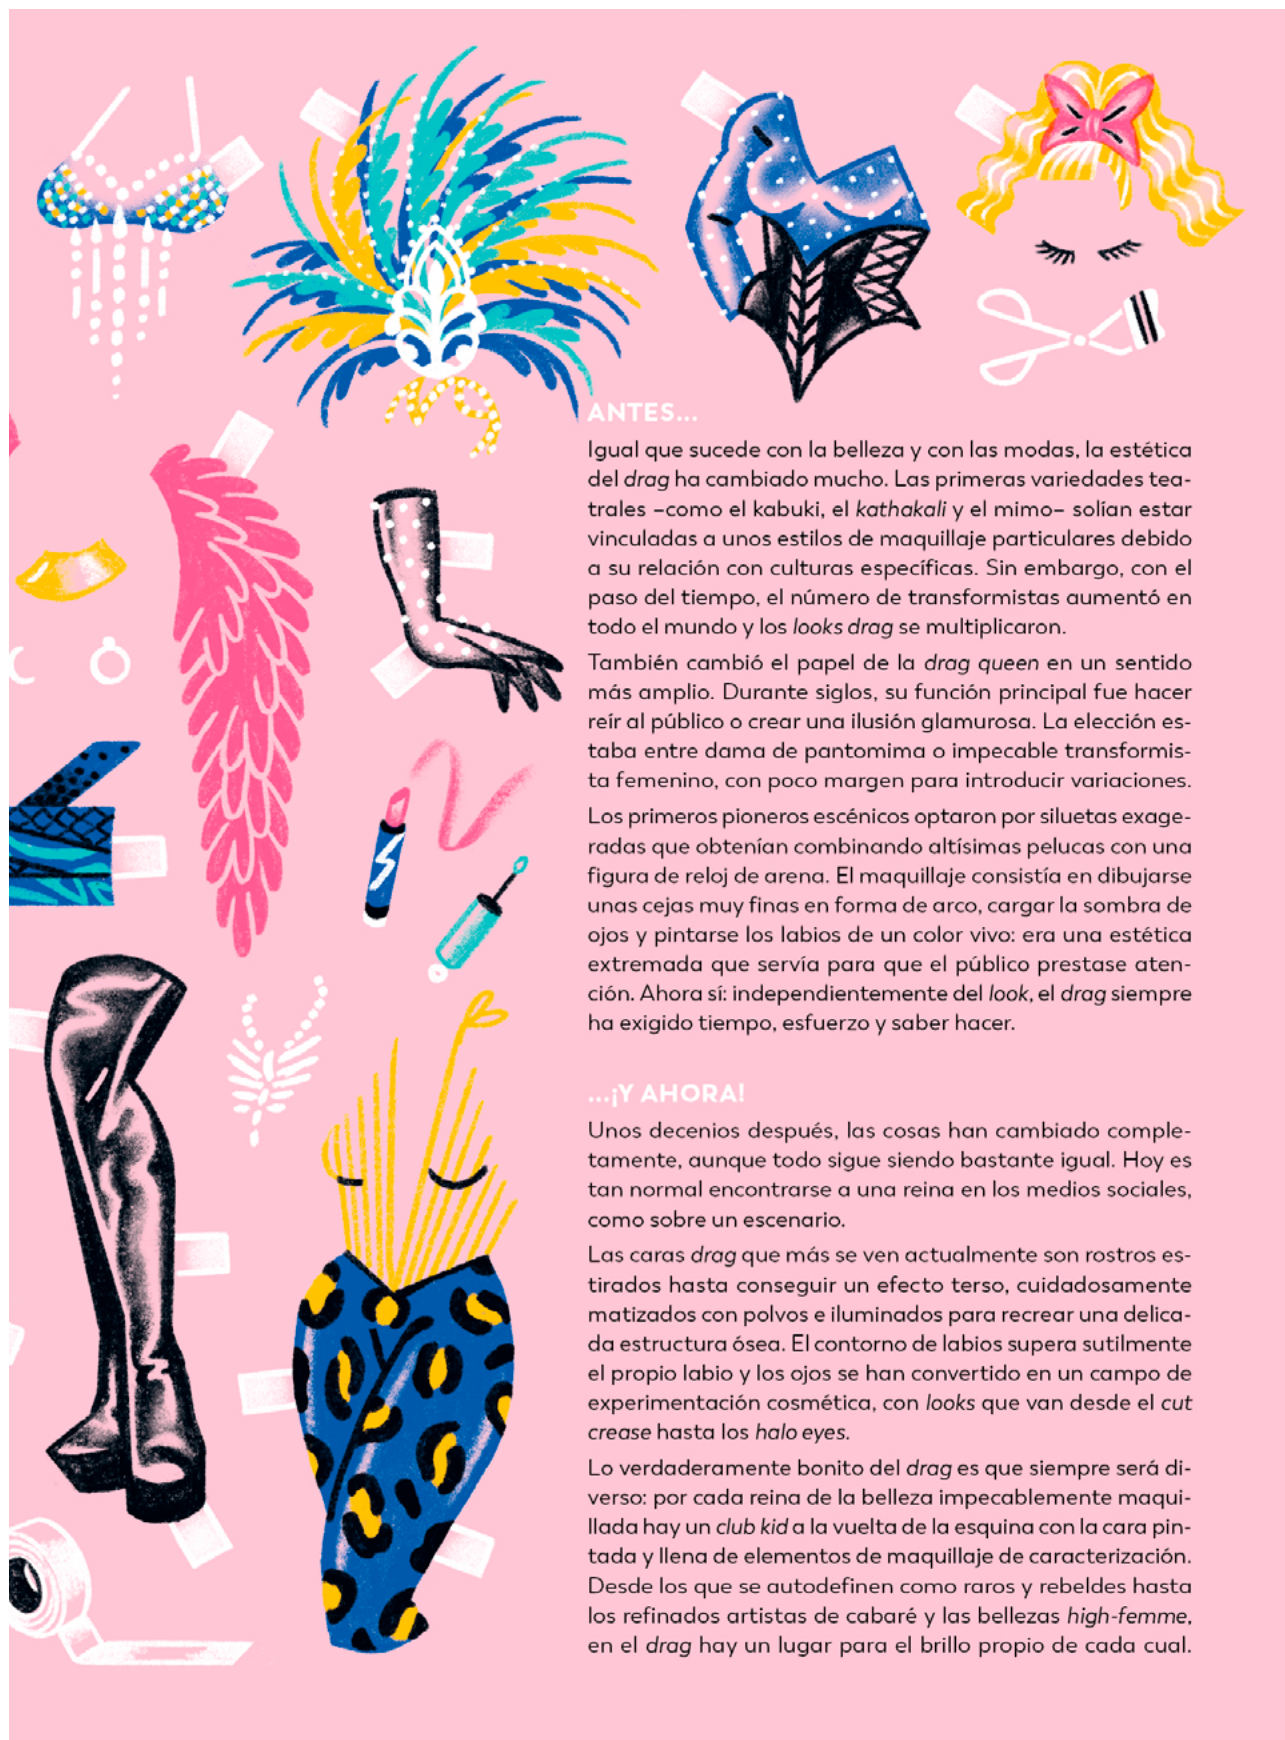 ANTES...
Igual que sucede con la belleza y con las modas, la estética
del drag ha cambiado mucho. Las primeras variedades tea-
trales –como el kabuki, el kathakali y el mimo– solían estar
vinculadas a unos estilos de maquillaje particulares debido
a su relación con culturas específicas. Sin embargo, con el
paso del tiempo, el número de transformistas aumentó en
todo el mundo y los looks drag se multiplicaron.
También cambió el papel de la drag queen en un sentido
más amplio. Durante siglos, su función principal fue hacer
reír al público o crear una ilusión glamurosa. La elección es-
taba entre dama de pantomima o impecable transformis-
ta femenino, con poco margen para introducir variaciones.
Los primeros pioneros escénicos optaron por siluetas exage-
radas que obtenían combinando altísimas pelucas con una
figura de reloj de arena. El maquillaje consistía en dibujarse
unas cejas muy finas en forma de arco, cargar la sombra de
ojos y pintarse los labios de un color vivo: era una estética
extremada que servía para que el público prestase aten-
ción. Ahora sí: independientemente del look, el drag siempre
ha exigido tiempo, esfuerzo y saber hacer.
...¡Y AHORA!
Unos decenios después, las cosas han cambiado comple-
tamente, aunque todo sigue siendo bastante igual. Hoy es
tan normal encontrarse a una reina en los medios sociales,
como sobre un escenario.
Las caras drag que más se ven actualmente son rostros es-
tirados hasta conseguir un efecto terso, cuidadosamente
matizados con polvos e iluminados para recrear una delica-
da estructura ósea. El contorno de labios supera sutilmente
el propio labio y los ojos se han convertido en un campo de
experimentación cosmética, con looks que van desde el cut
crease hasta los halo eyes.
Lo verdaderamente bonito del drag es que siempre será di-
verso: por cada reina de la belleza impecablemente maqui-
llada hay un club kid a la vuelta de la esquina con la cara pin-
tada y llena de elementos de maquillaje de caracterización.
Desde los que se autodefinen como raros y rebeldes hasta
los refinados artistas de cabaré y las bellezas high-femme,
en el drag hay un lugar para el brillo propio de cada cual.